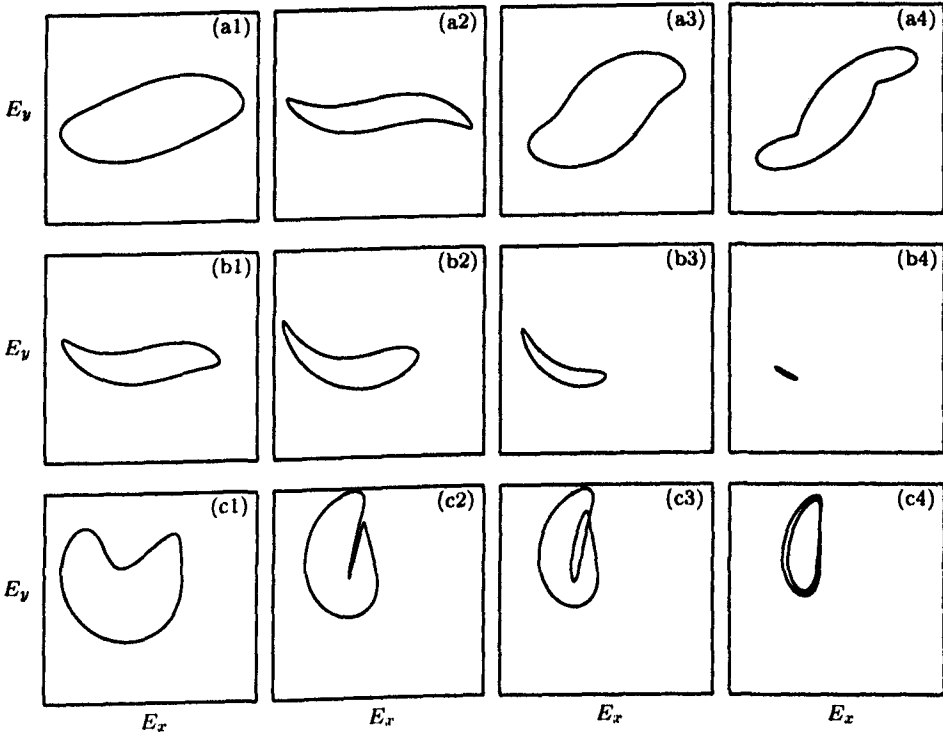 (a1) (a2) (a3) (a4)
E_y
(b1) (b2) (b3) (b4)
E_y
(c1) (c2) (c3) (c4)
E_y
E_x E_x E_x E_x